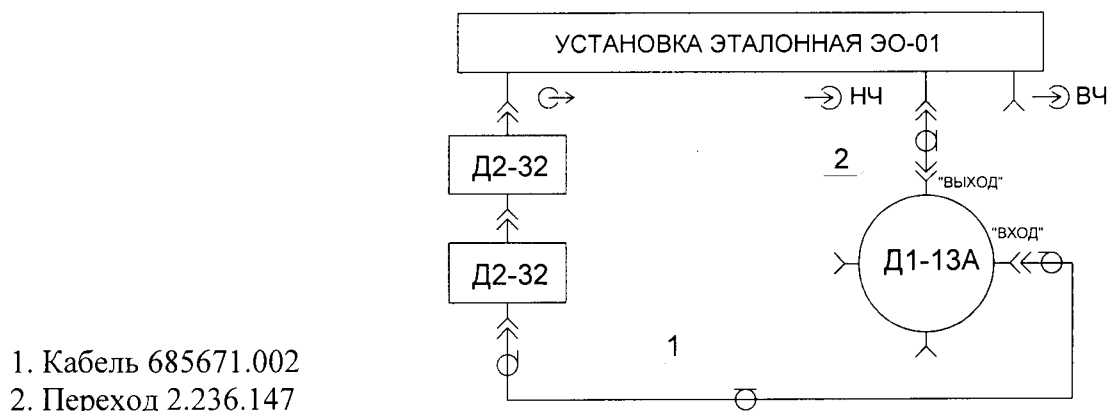 УСТАНОВКА ЭТАЛОННАЯ ЭО-01
НЧ
ВЧ
Д2-32
2
"ВЫХОД"
"ВХОД"
Д2-32
Д1-13А
1
1. Кабель 685671.002
2. Переход 2.236.147